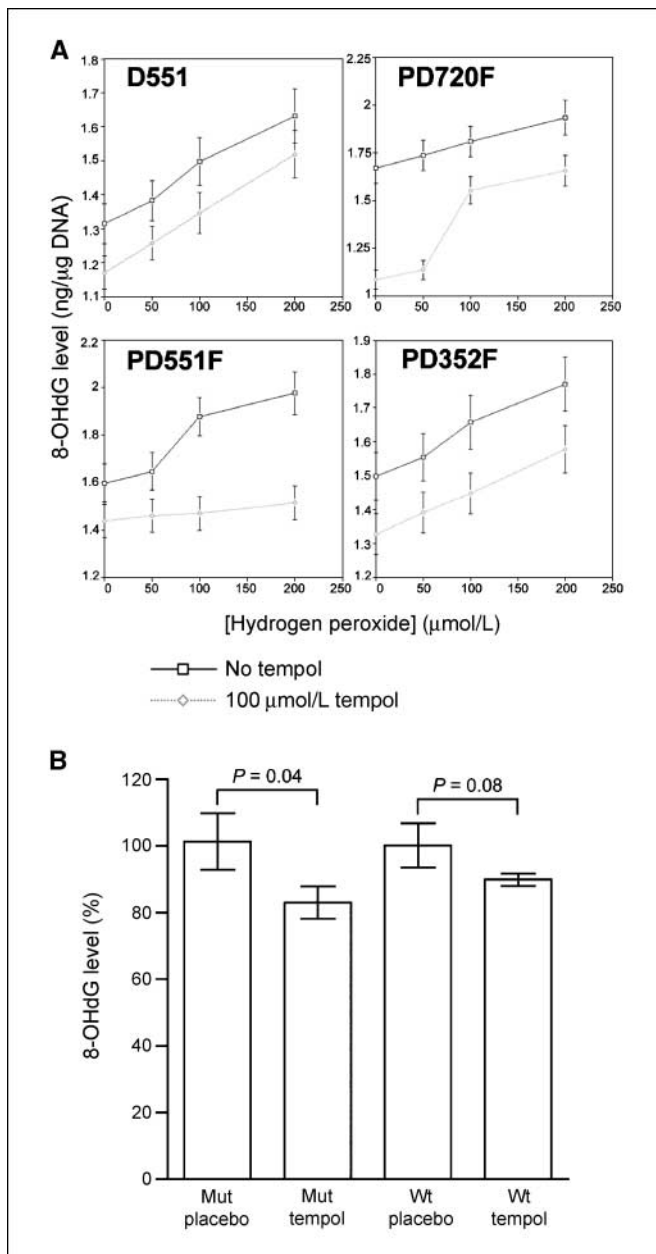 A
D551
PD720F
1.8
1.7
1.6
1.5
1.4
1.3
1.2
1.1
0 50 100 150 200 250
2.25
2
1.75
1.5
1.25
1
0 50 100 150 200 250
PD551F
PD352F
2.2
2
1.8
1.6
1.4
1.2
0 50 100 150 200 250
1.9
1.8
1.7
1.6
1.5
1.4
1.3
1.2
0 50 100 150 200 250
8-OHdG level (ng/μg DNA)
[Hydrogen peroxide] (μmol/L)
No tempol
100 μmol/L tempol
B
P = 0.04
P = 0.08
120
100
80
60
40
20
0
8-OHdG level (%)
Mut placebo
Mut tempol
Wt placebo
Wt tempol